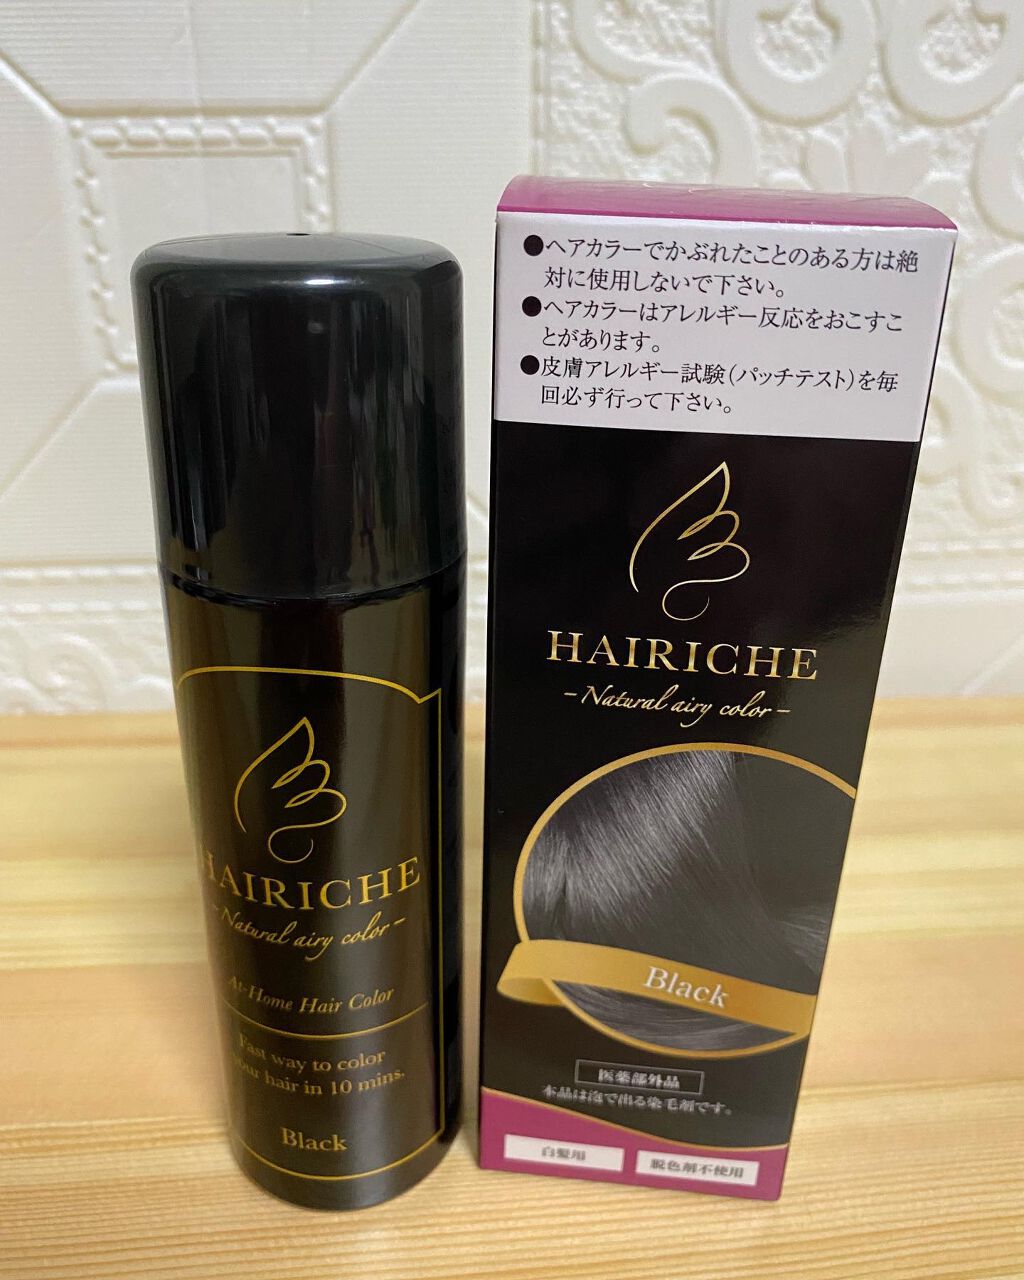 HAIRICHE
– Natural airy color –
At-Home Hair Color
Fast way to color
your hair in 10 mins.
Black
●ヘアカラーでかぶれたことのある方は絶
対に使用しないで下さい。
●ヘアカラーはアレルギー反応をおこすこ
とがあります。
●皮膚アレルギー試験(パッチテスト)を毎
回必ず行って下さい。
HAIRICHE
– Natural airy color –
Black
医薬部外品
本品は泡で出る染毛剤です。
白髪用
脱色剤不使用